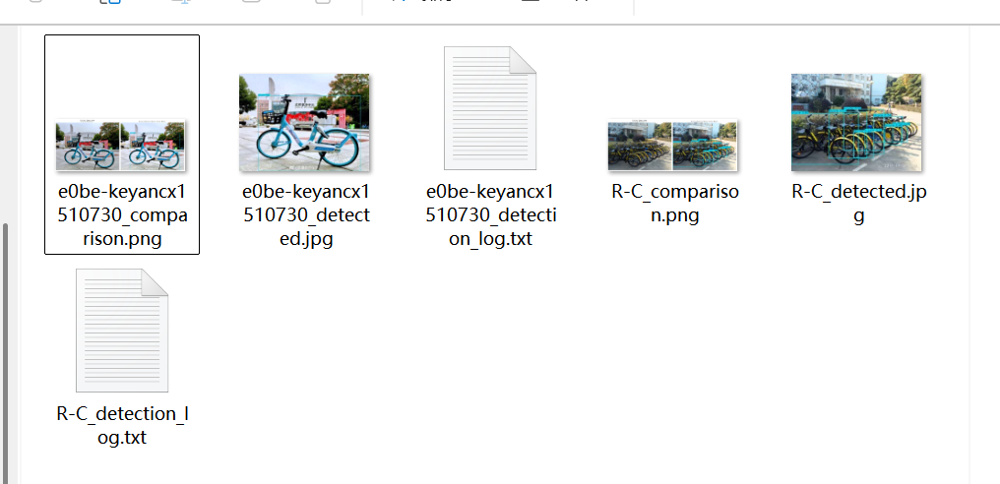 e0be-keyancx1
510730_compa
rison.png
e0be-keyancx1
510730_detect
ed.jpg
e0be-keyancx1
510730_detecti
on_log.txt
R-C_compariso
n.png
R-C_detected.jp
g
R-C_detection_l
og.txt